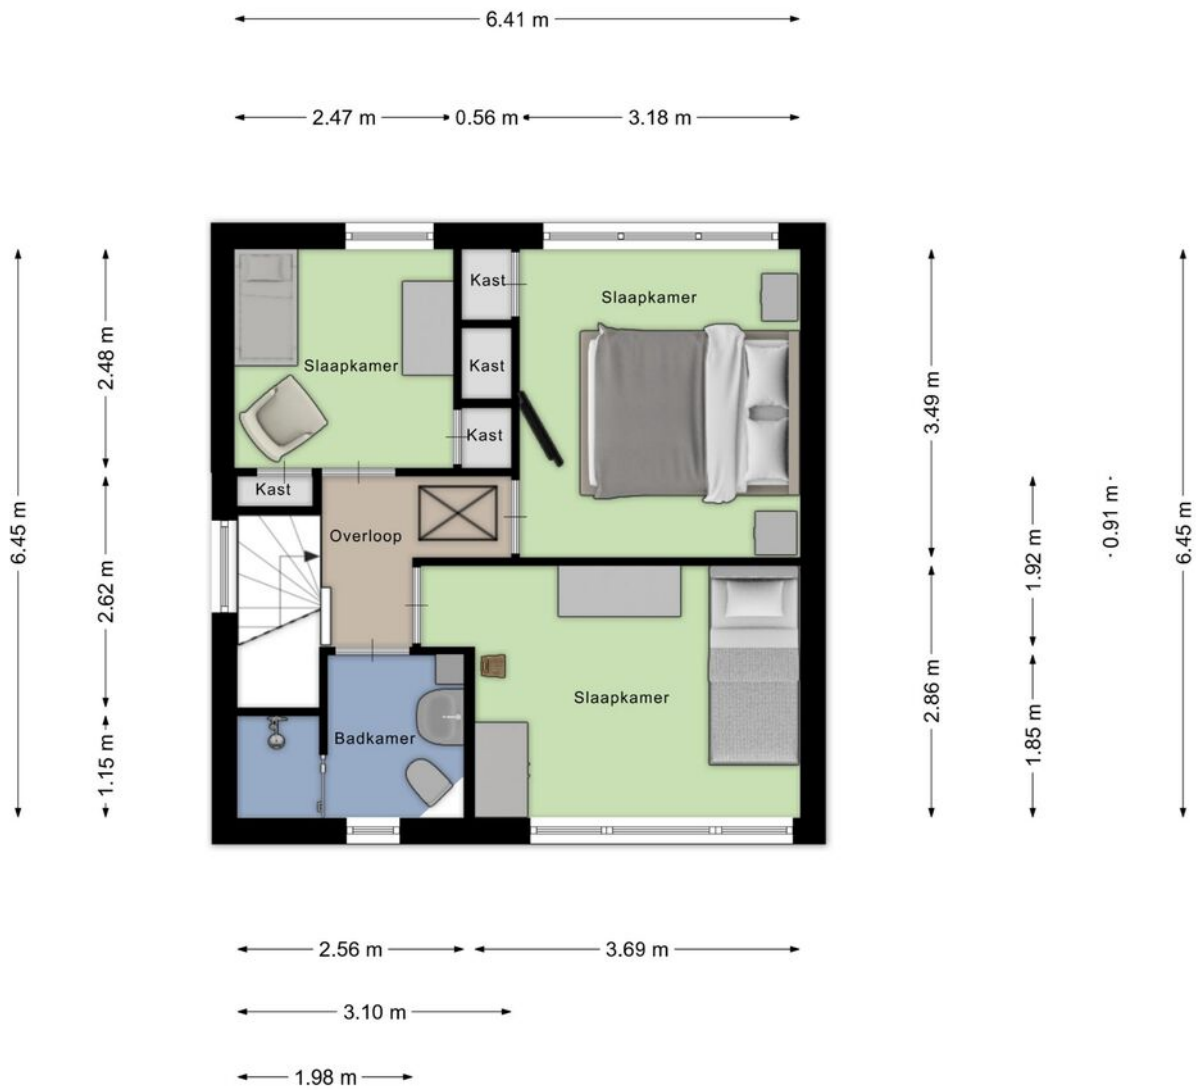 6.41 m
2.47 m
0.56 m
3.18 m
Kast
Slaapkamer
2.48 m
Slaapkamer
Kast
3.49 m
Kast
Kast
0.91 m
6.45 m
Overloop
6.45 m
1.92 m
2.62 m
2.86 m
Slaapkamer
1.85 m
Badkamer
1.15 m
2.56 m
3.69 m
3.10 m
1.98 m